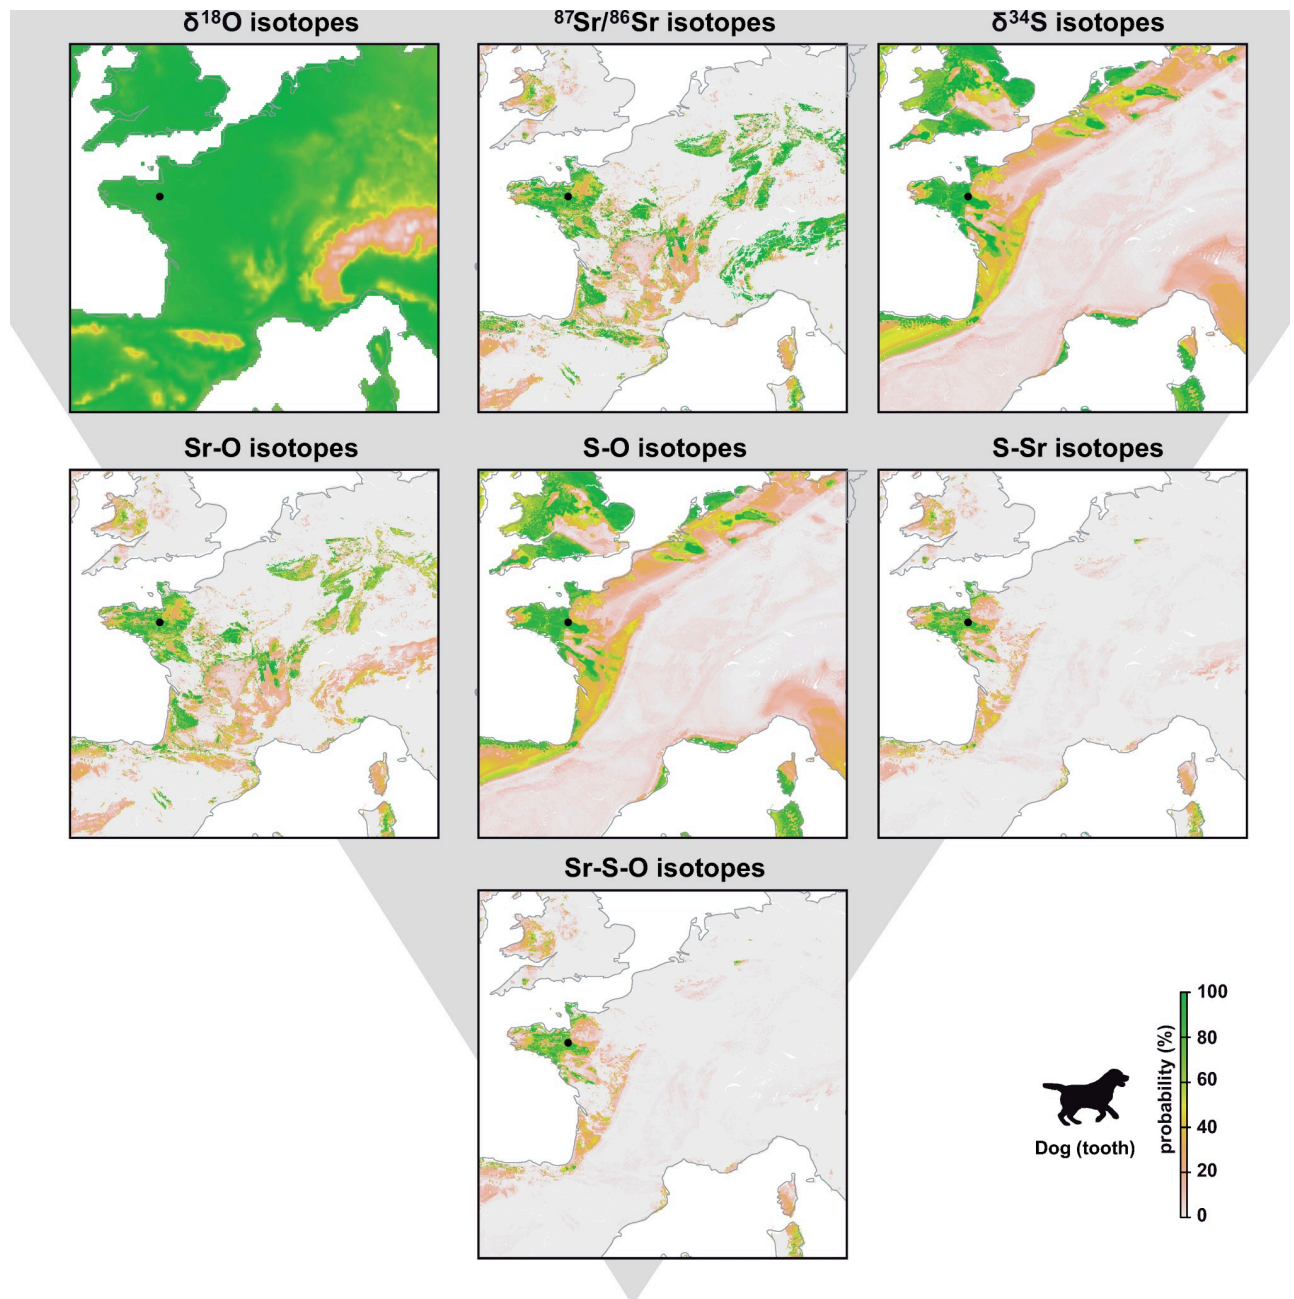 δ¹⁸O isotopes
⁸⁷Sr/⁸⁶Sr isotopes
δ³⁴S isotopes
Sr-O isotopes
S-O isotopes
S-Sr isotopes
Sr-S-O isotopes
Dog (tooth)
probability (%)
100
80
60
40
20
0